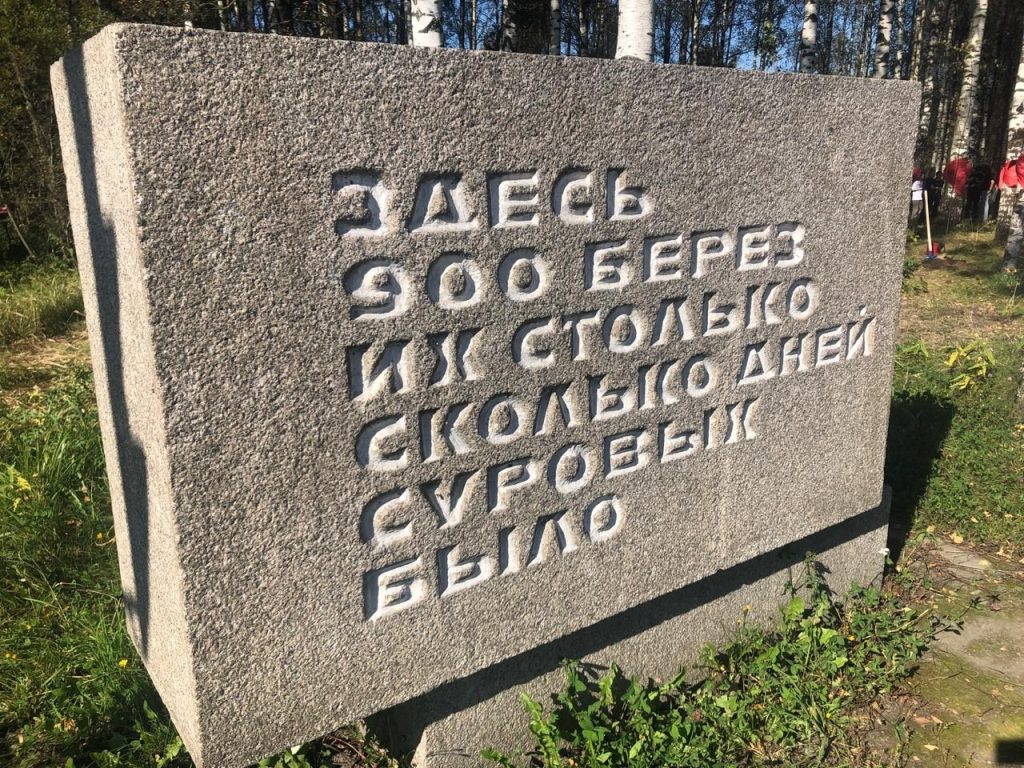 ЗДЕСЬ
900 БЕРЕЗ
ИХ СТОЛЬКО
СКОЛЬКО ДНЕЙ
СУРОВЫХ
БЫЛО